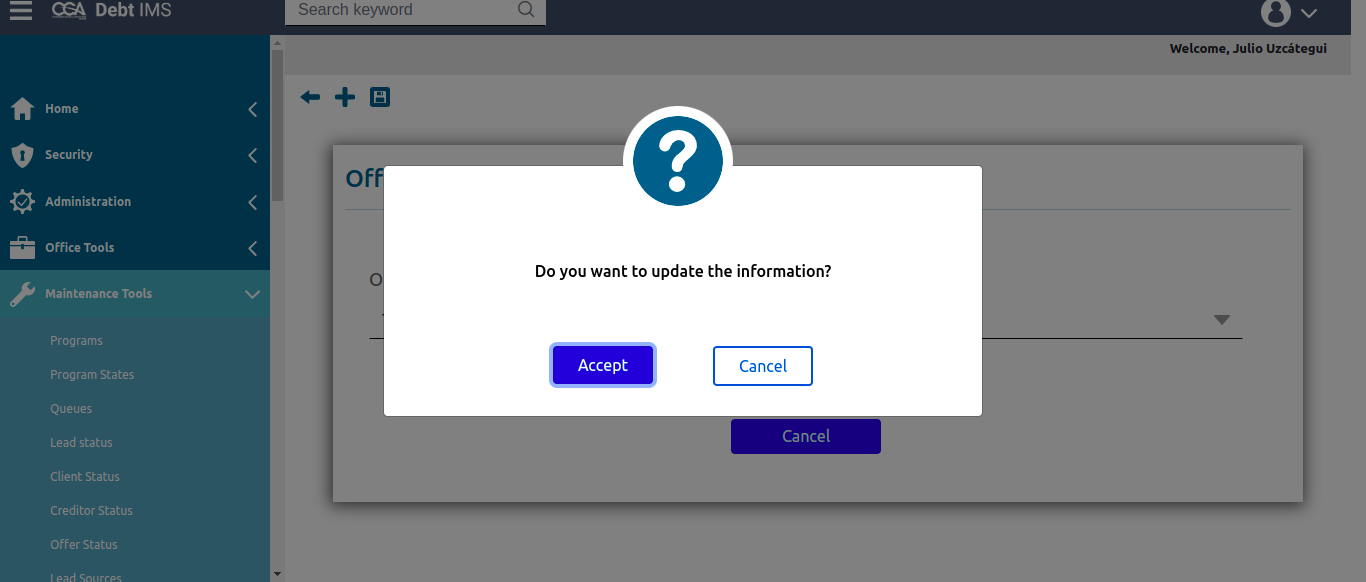 CGA Debt IMS
Search keyword
Welcome, Julio Uzcátegui
Home
Security
Administration
Office Tools
Maintenance Tools
Programs
Program States
Queues
Lead status
Client Status
Creditor Status
Offer Status
Lead Sources
Off
O
Do you want to update the information?
Accept
Cancel
Cancel